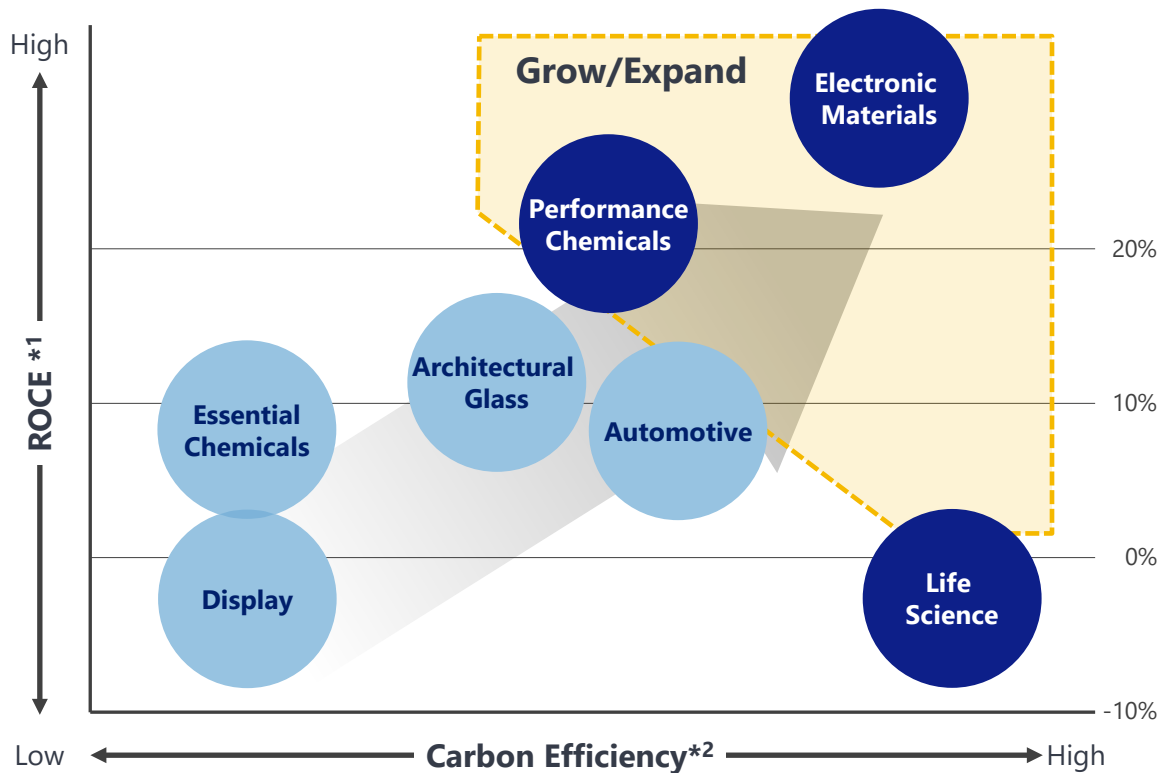 High
Grow/Expand
Electronic
Materials
Performance
Chemicals
20%
ROCE *1
Architectural
Glass
Essential
Chemicals
10%
Automotive
0%
Display
Life
Science
-10%
Low
Carbon Efficiency*2
High